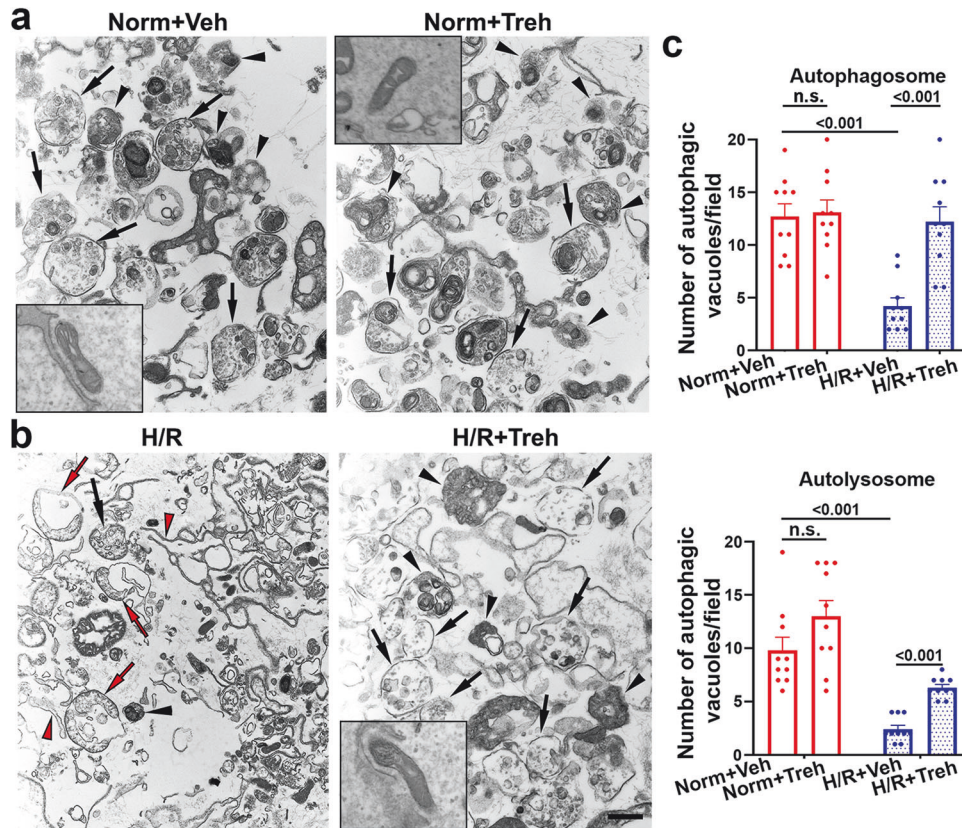 a
Norm+Veh
Norm+Treh
b
H/R
H/R+Treh
c
Autophagosome
n.s.
<0.001
<0.001
Number of autophagic
vacuoles/field
20
15
10
5
0
Norm+Veh
Norm+Treh
H/R+Veh
H/R+Treh
Autolysosome
<0.001
n.s.
<0.001
Number of autophagic
vacuoles/field
20
15
10
5
0
Norm+Veh
Norm+Treh
H/R+Veh
H/R+Treh